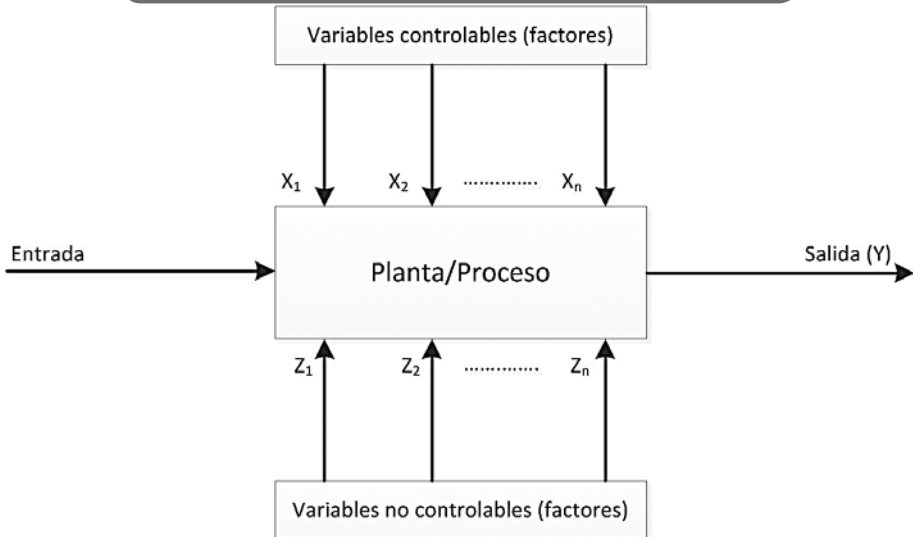 Variables controlables (factores)
X₁ X₂ .............. Xₙ
Entrada
Planta/Proceso
Salida (Y)
Z₁ Z₂ .............. Zₙ
Variables no controlables (factores)